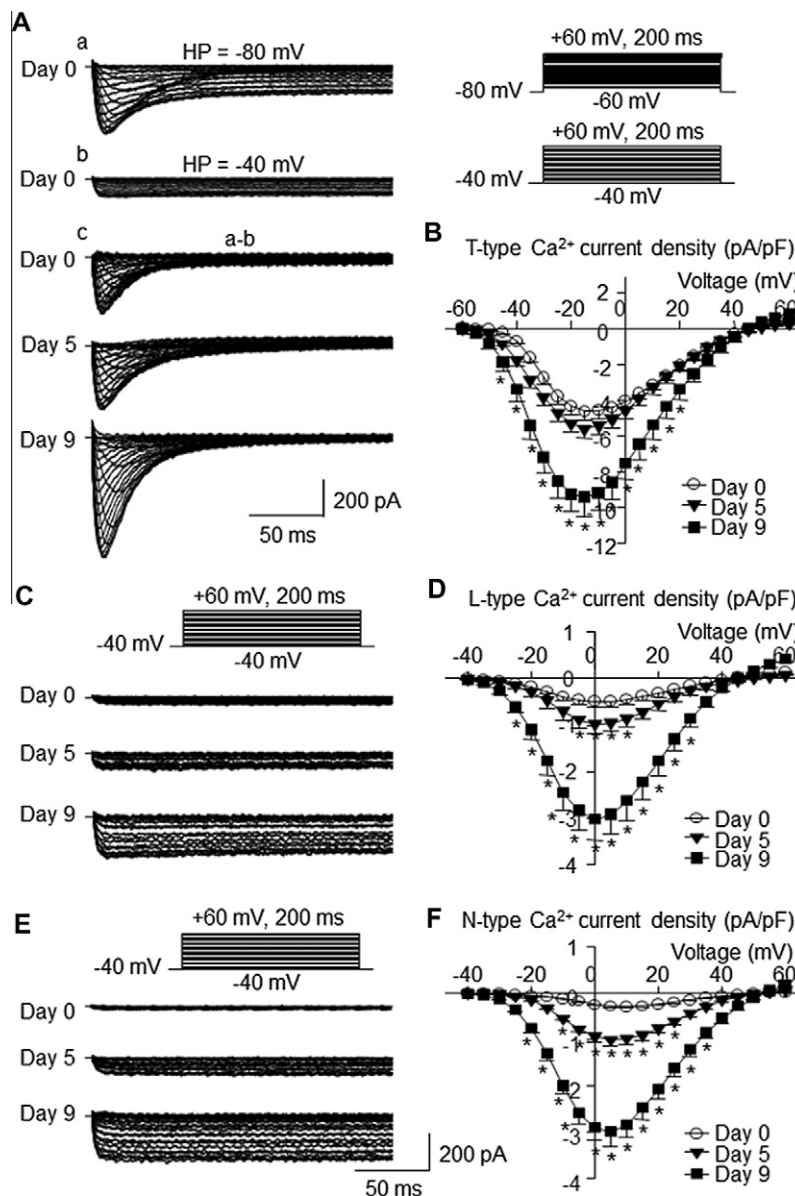 A
a
Day 0
HP = -80 mV
b
Day 0
HP = -40 mV
c
Day 0
a-b
Day 5
Day 9
200 pA
50 ms
+60 mV, 200 ms
-80 mV
-60 mV
+60 mV, 200 ms
-40 mV
-40 mV
B
T-type Ca²⁺ current density (pA/pF)
Voltage (mV)
-60 -40 -20 0 20 40 60
2
-2
-4
-6
-8
-10
-12
* * * * * * * * * * * * * *
Day 0
Day 5
Day 9
C
+60 mV, 200 ms
-40 mV
-40 mV
Day 0
Day 5
Day 9
D
L-type Ca²⁺ current density (pA/pF)
Voltage (mV)
-40 -20 0 20 40 60
1
-2
-3
-4
Day 0
Day 5
Day 9
E
+60 mV, 200 ms
-40 mV
-40 mV
Day 0
Day 5
Day 9
200 pA
50 ms
F
N-type Ca²⁺ current density (pA/pF)
Voltage (mV)
-40 -20 0 20 40 60
1
-1
-2
-3
-4
Day 0
Day 5
Day 9